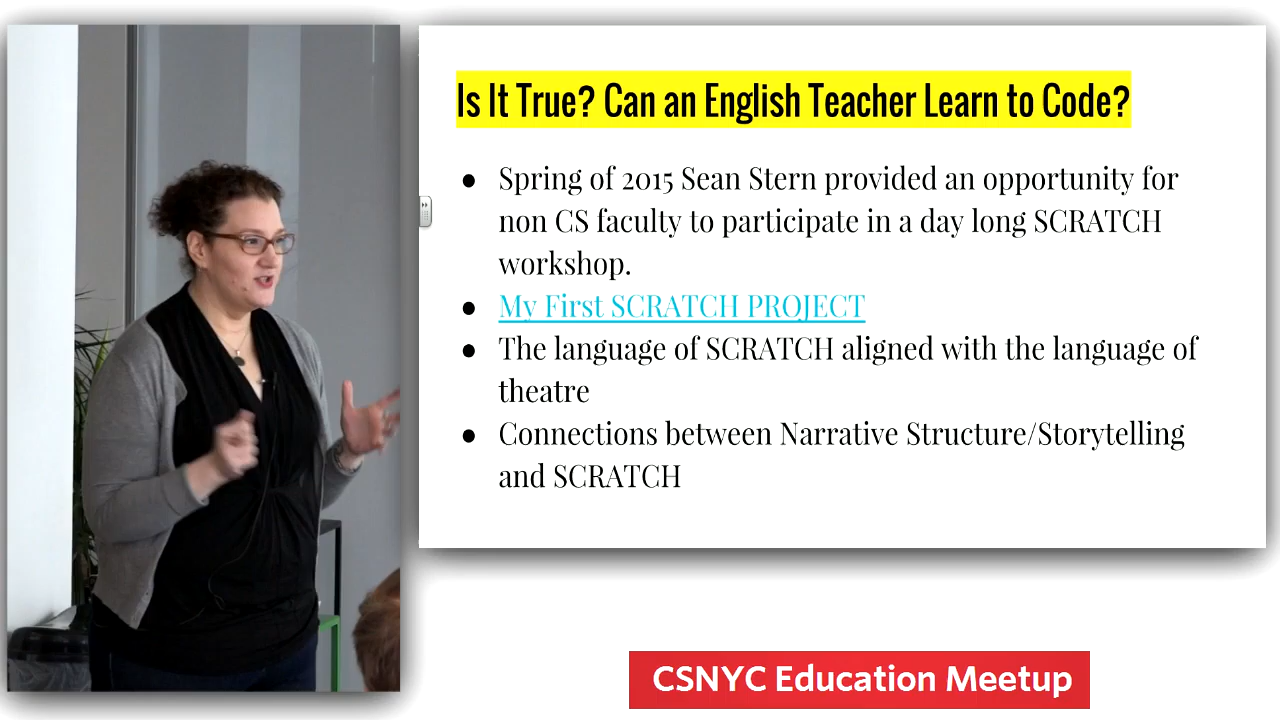 Is It True? Can an English Teacher Learn to Code?
● Spring of 2015 Sean Stern provided an opportunity for
non CS faculty to participate in a day long SCRATCH
workshop.
● My First SCRATCH PROJECT
● The language of SCRATCH aligned with the language of
theatre
● Connections between Narrative Structure/Storytelling
and SCRATCH
CSNYC Education Meetup